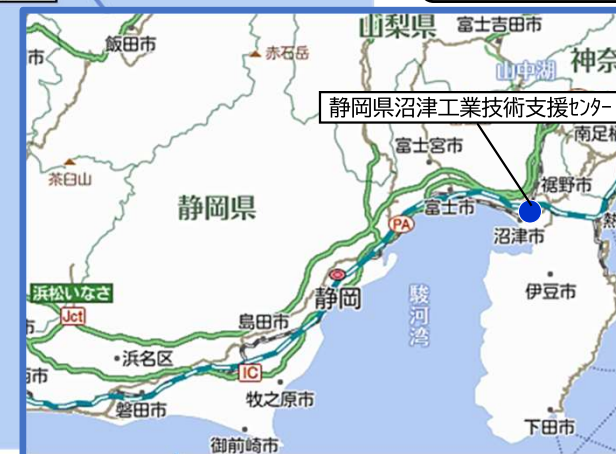 山梨県
富士吉田市
飯田市
市
赤石岳
山中湖
神奈
静岡県沼津工業技術支援ｾﾝﾀｰ
南足柄
富士宮市
茶臼山
裾野市
静岡県
富士市
PA
沼津市
熱
浜松いなさ
Jct
静岡
駿河湾
伊豆市
島田市
市
浜名区
IC
牧之原市
磐田市
下田市
御前崎市